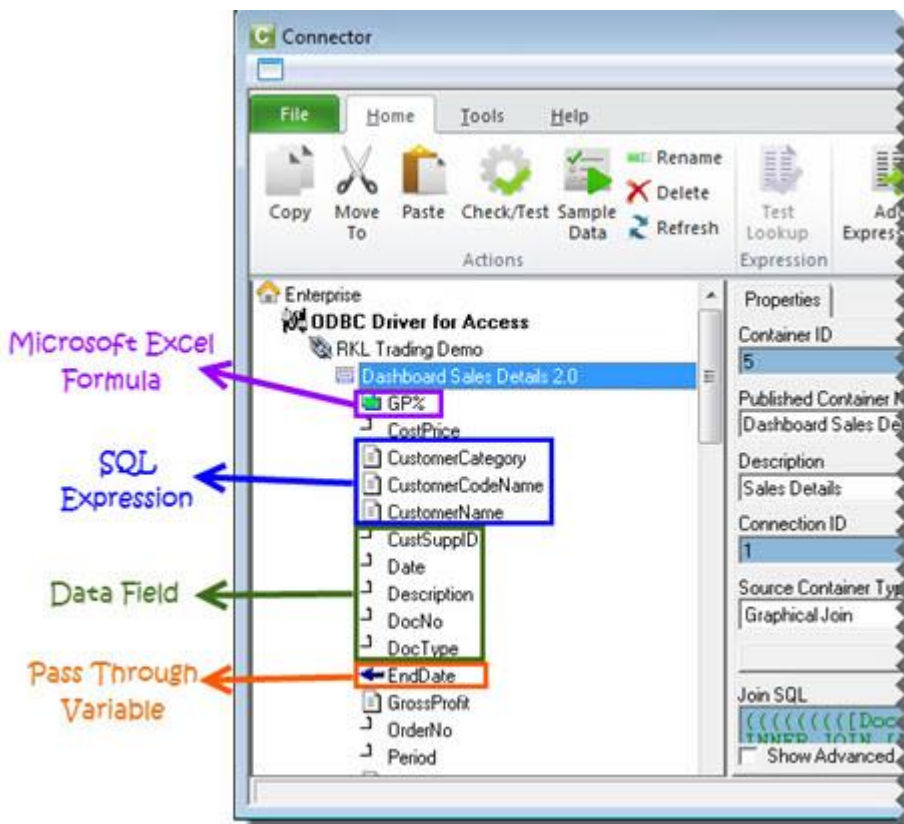 Connector
File Home Tools Help
Copy
Move To
Paste
Check/Test
Sample Data
Rename
Delete
Refresh
Actions
Test Lookup
Expression
Enterprise
ODBC Driver for Access
RKL Trading Demo
Dashboard Sales Details 2.0
GP%
CostPrice
CustomerCategory
CustomerCodeName
CustomerName
CustSuppID
Date
Description
DocNo
DocType
EndDate
GrossProfit
OrderNo
Period
Microsoft Excel
Formula
SQL
Expression
Data Field
Pass Through
Variable
Properties
Container ID
5
Published Container
Dashboard Sales
Description
Sales Details
Connection ID
1
Source Container
Graphical Join
Join SQL
(((((((([Doc
INNER JOIN [
Show Advanced